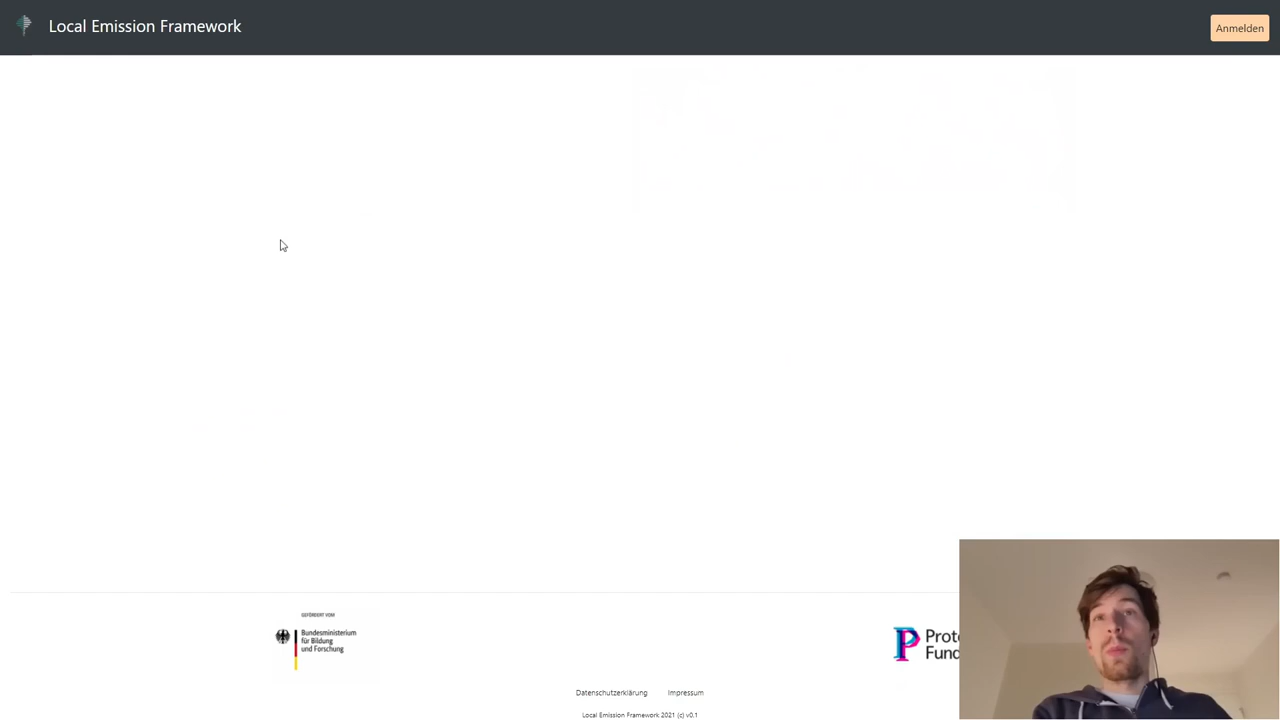 Local Emission Framework
Anmelden
GEFÖRDERT VOM
Bundesministerium
für Bildung
und Forschung
Datenschutzerklärung Impressum
Local Emission Framework 2021 (c) v0.1